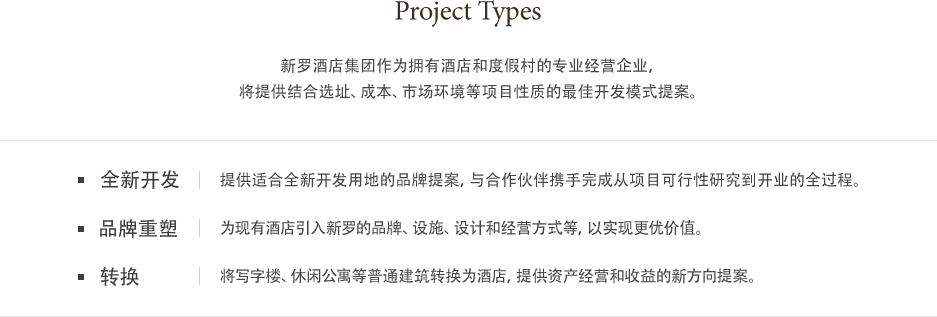 Project Types
新罗酒店集团作为拥有酒店和度假村的专业经营企业,
将提供结合选址、成本、市场环境等项目性质的最佳开发模式提案。
全新开发 提供适合全新开发用地的品牌提案, 与合作伙伴携手完成从项目可行性研究到开业的全过程。
品牌重塑 为现有酒店引入新罗的品牌、设施、设计和经营方式等, 以实现更优价值。
转换 将写字楼、休闲公寓等普通建筑转换为酒店, 提供资产经营和收益的新方向提案。